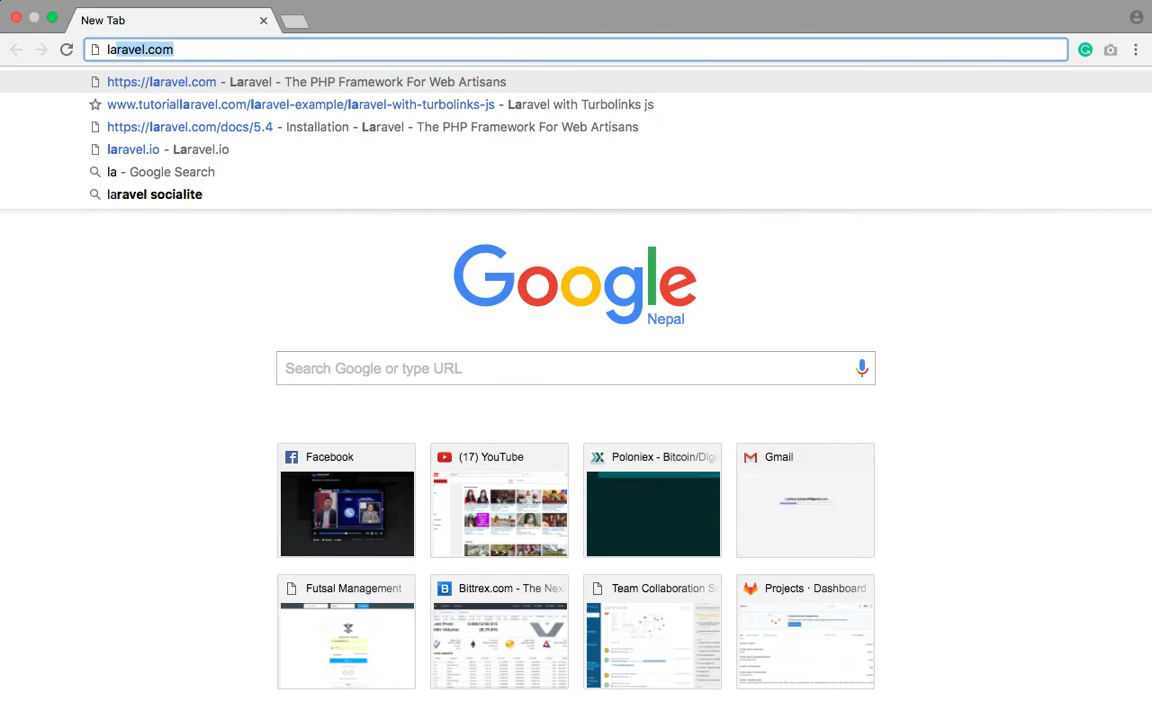 New Tab
laravel.com
https://laravel.com - Laravel - The PHP Framework For Web Artisans
www.tutoriallaravel.com/laravel-example/laravel-with-turbolinks-js - Laravel with Turbolinks js
https://laravel.com/docs/5.4 - Installation - Laravel - The PHP Framework For Web Artisans
laravel.io - Laravel.io
la - Google Search
laravel socialite
Google
Nepal
Search Google or type URL
Facebook
(17) YouTube
Poloniex - Bitcoin/Dig
Gmail
Futsal Management
Bittrex.com - The Nex
Team Collaboration S
Projects · Dashboard